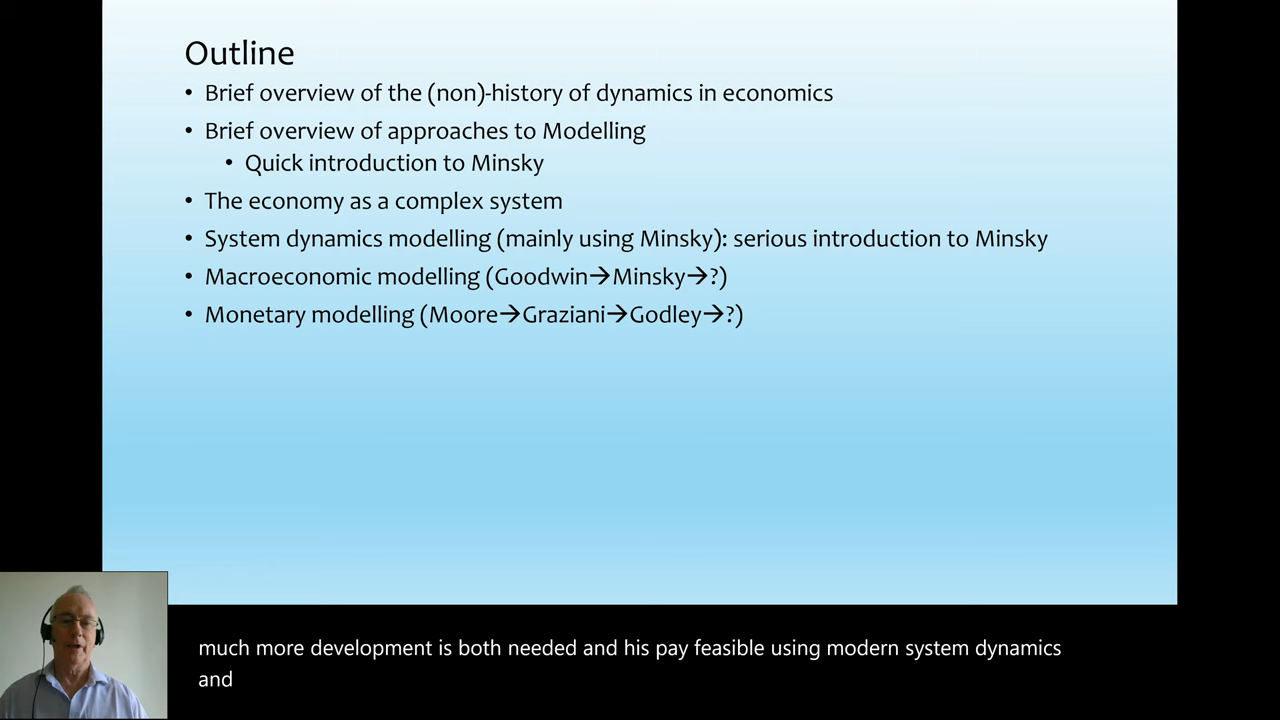 Outline
• Brief overview of the (non)-history of dynamics in economics
• Brief overview of approaches to Modelling
• Quick introduction to Minsky
• The economy as a complex system
• System dynamics modelling (mainly using Minsky): serious introduction to Minsky
• Macroeconomic modelling (Goodwin→Minsky→?)
• Monetary modelling (Moore→Graziani→Godley→?)
much more development is both needed and his pay feasible using modern system dynamics
and